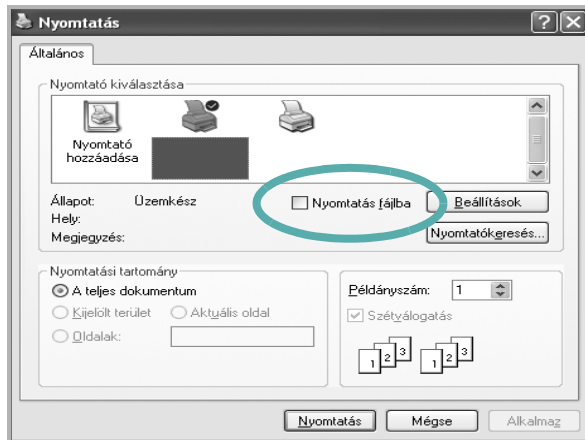 Nyomtatás
Általános
Nyomtató kiválasztása
Nyomtató
hozzáadása
Állapot: Üzemkész
Hely:
Megjegyzés:
Nyomtatás fájlba
Beállítások
Nyomtatókeresés...
Nyomtatási tartomány
A teljes dokumentum
Kijelölt terület Aktuális oldal
Oldalak:
Példányszám: 1
Szétválogatás
1 2 3 1 2 3
Nyomtatás Mégse Alkalmaz